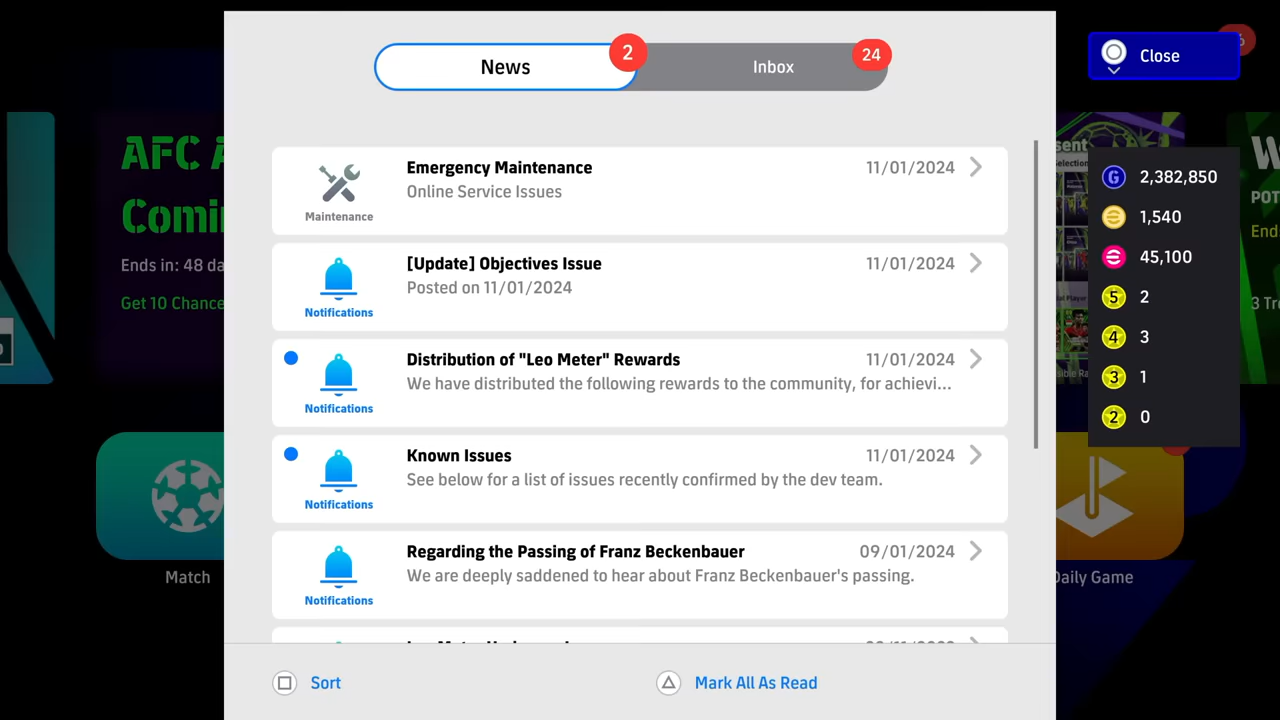 News
2
Inbox
24
Close
Emergency Maintenance
11/01/2024
Online Service Issues
Maintenance
[Update] Objectives Issue
11/01/2024
Posted on 11/01/2024
Notifications
Distribution of "Leo Meter" Rewards
11/01/2024
We have distributed the following rewards to the community, for achievi...
Notifications
Known Issues
11/01/2024
See below for a list of issues recently confirmed by the dev team.
Notifications
Regarding the Passing of Franz Beckenbauer
09/01/2024
We are deeply saddened to hear about Franz Beckenbauer's passing.
Notifications
Sort
Mark All As Read
G 2,382,850
1,540
45,100
5 2
4 3
3 1
2 0
AFC A
Comi
Ends in: 48 da
Get 10 Chance
Match
sent
POT
End
3 Tr
Daily Game